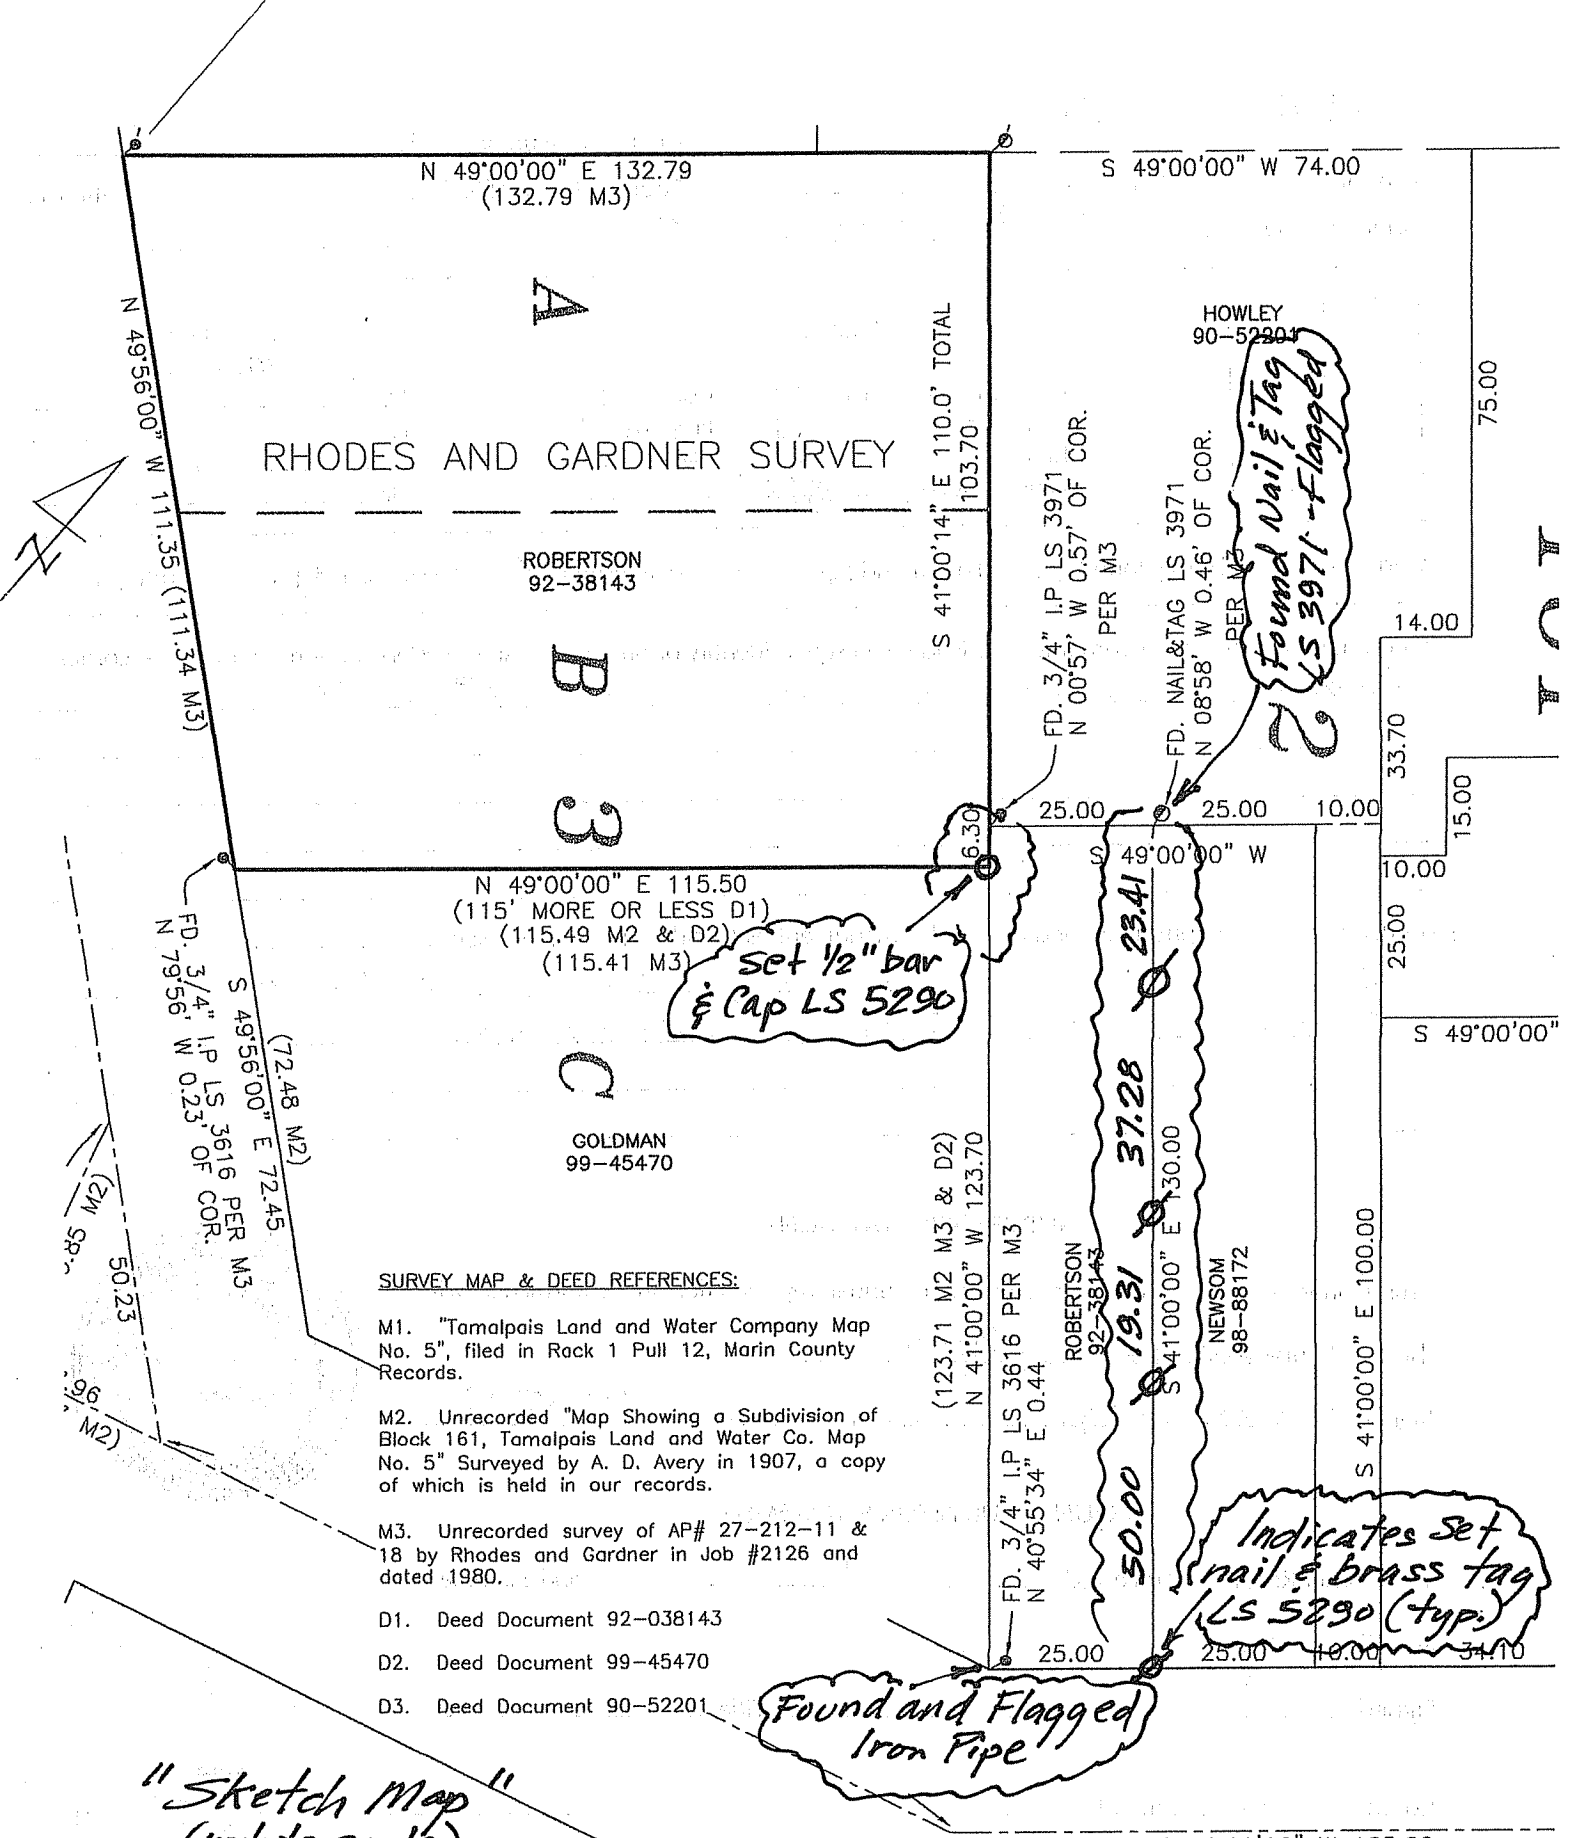 N 49°00'00" E 132.79
(132.79 M3)
S 49°00'00" W 74.00
A
HOWLEY
90-52201
Found Nail & Tag
LS 3971 - Flagged
75.00
N 49°56'00" W 111.35 (111.34 M3)
RHODES AND GARDNER SURVEY
S 41°00'14" E 110.0' TOTAL
103.70
FD. 3/4" I.P LS 3971
N 00°57' W 0.57' OF COR.
PER M3
FD. NAIL&TAG LS 3971
N 08°58' W 0.46' OF COR.
PER M3
N
ROBERTSON
92-38143
B
14.00
2
33.70
15.00
3
6.30
25.00
25.00
10.00
S 49°00'00" W
10.00
N 49°00'00" E 115.50
(115' MORE OR LESS D1)
(115.49 M2 & D2)
(115.41 M3)
Set 1/2" bar
& Cap LS 5290
23.41
25.00
FD. 3/4" I.P LS 3616 PER M3
N 79°56' W 0.23' OF COR.
S 49°56'00" E 72.45
(72.48 M2)
S 49°00'00"
C
37.28
GOLDMAN
99-45470
(123.71 M2 M3 & D2)
N 41°00'00" W 123.70
S 41°00'00" E 130.00
ROBERTSON
92-38143
19.31
NEWSOM
98-88172
S 41°00'00" E 100.00
M2)
50.23
96
M2)
SURVEY MAP & DEED REFERENCES:
M1. "Tamalpais Land and Water Company Map
No. 5", filed in Rack 1 Pull 12, Marin County
Records.
M2. Unrecorded "Map Showing a Subdivision of
Block 161, Tamalpais Land and Water Co. Map
No. 5" Surveyed by A. D. Avery in 1907, a copy
of which is held in our records.
M3. Unrecorded survey of AP# 27-212-11 &
18 by Rhodes and Gardner in Job #2126 and
dated 1980.
D1. Deed Document 92-038143
D2. Deed Document 99-45470
D3. Deed Document 90-52201
FD. 3/4" I.P LS 3616 PER M3
N 40°55'34" E 0.44
50.00
Indicates Set
nail & brass tag
LS 5290 (typ.)
25.00
25.00
10.00
34.10
Found and Flagged
Iron Pipe
"Sketch Map"